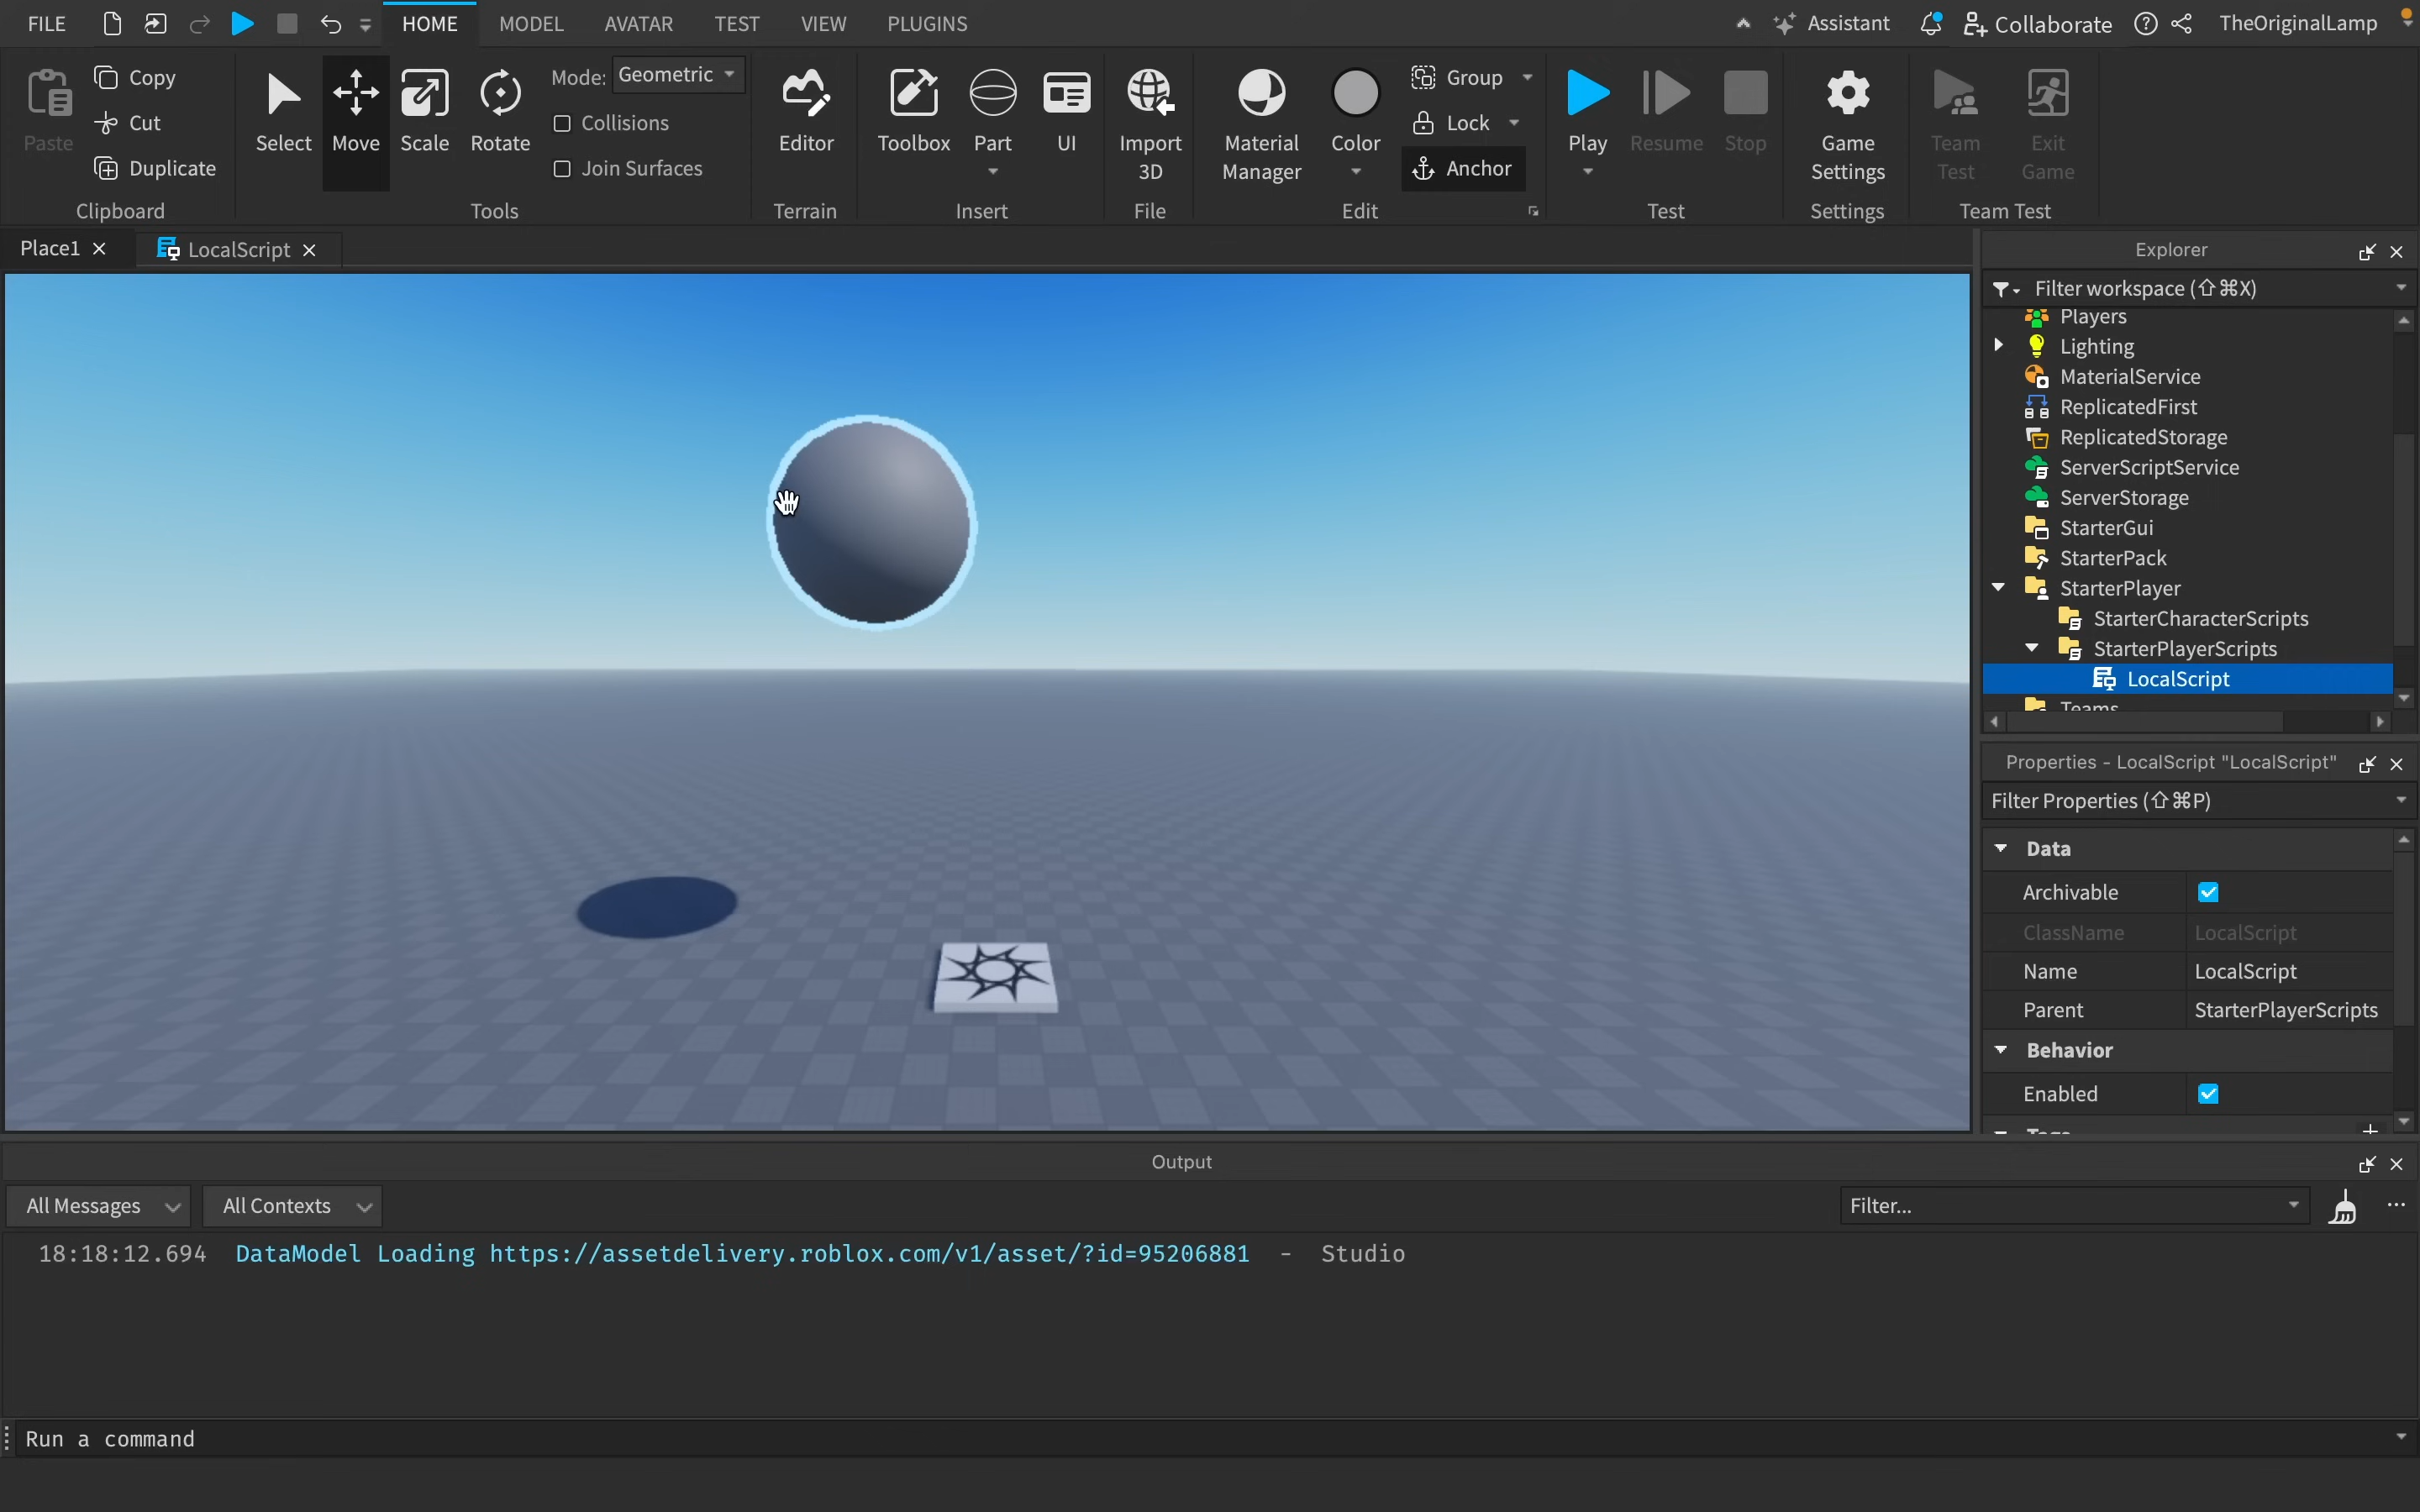 FILE
HOME
MODEL
AVATAR
TEST
VIEW
PLUGINS
Assistant
Collaborate
TheOriginalLamp
Paste
Copy
Cut
Duplicate
Clipboard
Select
Move
Scale
Rotate
Mode: Geometric
Collisions
Join Surfaces
Tools
Editor
Terrain
Toolbox
Part
UI
Insert
Import
3D
File
Material
Manager
Color
Group
Lock
Anchor
Edit
Play
Resume
Stop
Test
Game
Settings
Settings
Team
Test
Exit
Game
Team Test
Place1
LocalScript
Explorer
Filter workspace (⇧⌘X)
Players
Lighting
MaterialService
ReplicatedFirst
ReplicatedStorage
ServerScriptService
ServerStorage
StarterGui
StarterPack
StarterPlayer
StarterCharacterScripts
StarterPlayerScripts
LocalScript
Teams
Properties - LocalScript "LocalScript"
Filter Properties (⇧⌘P)
Data
Archivable
ClassName LocalScript
Name LocalScript
Parent StarterPlayerScripts
Behavior
Enabled
Tags
Output
All Messages
All Contexts
Filter...
18:18:12.694 DataModel Loading https://assetdelivery.roblox.com/v1/asset/?id=95206881 - Studio
Run a command